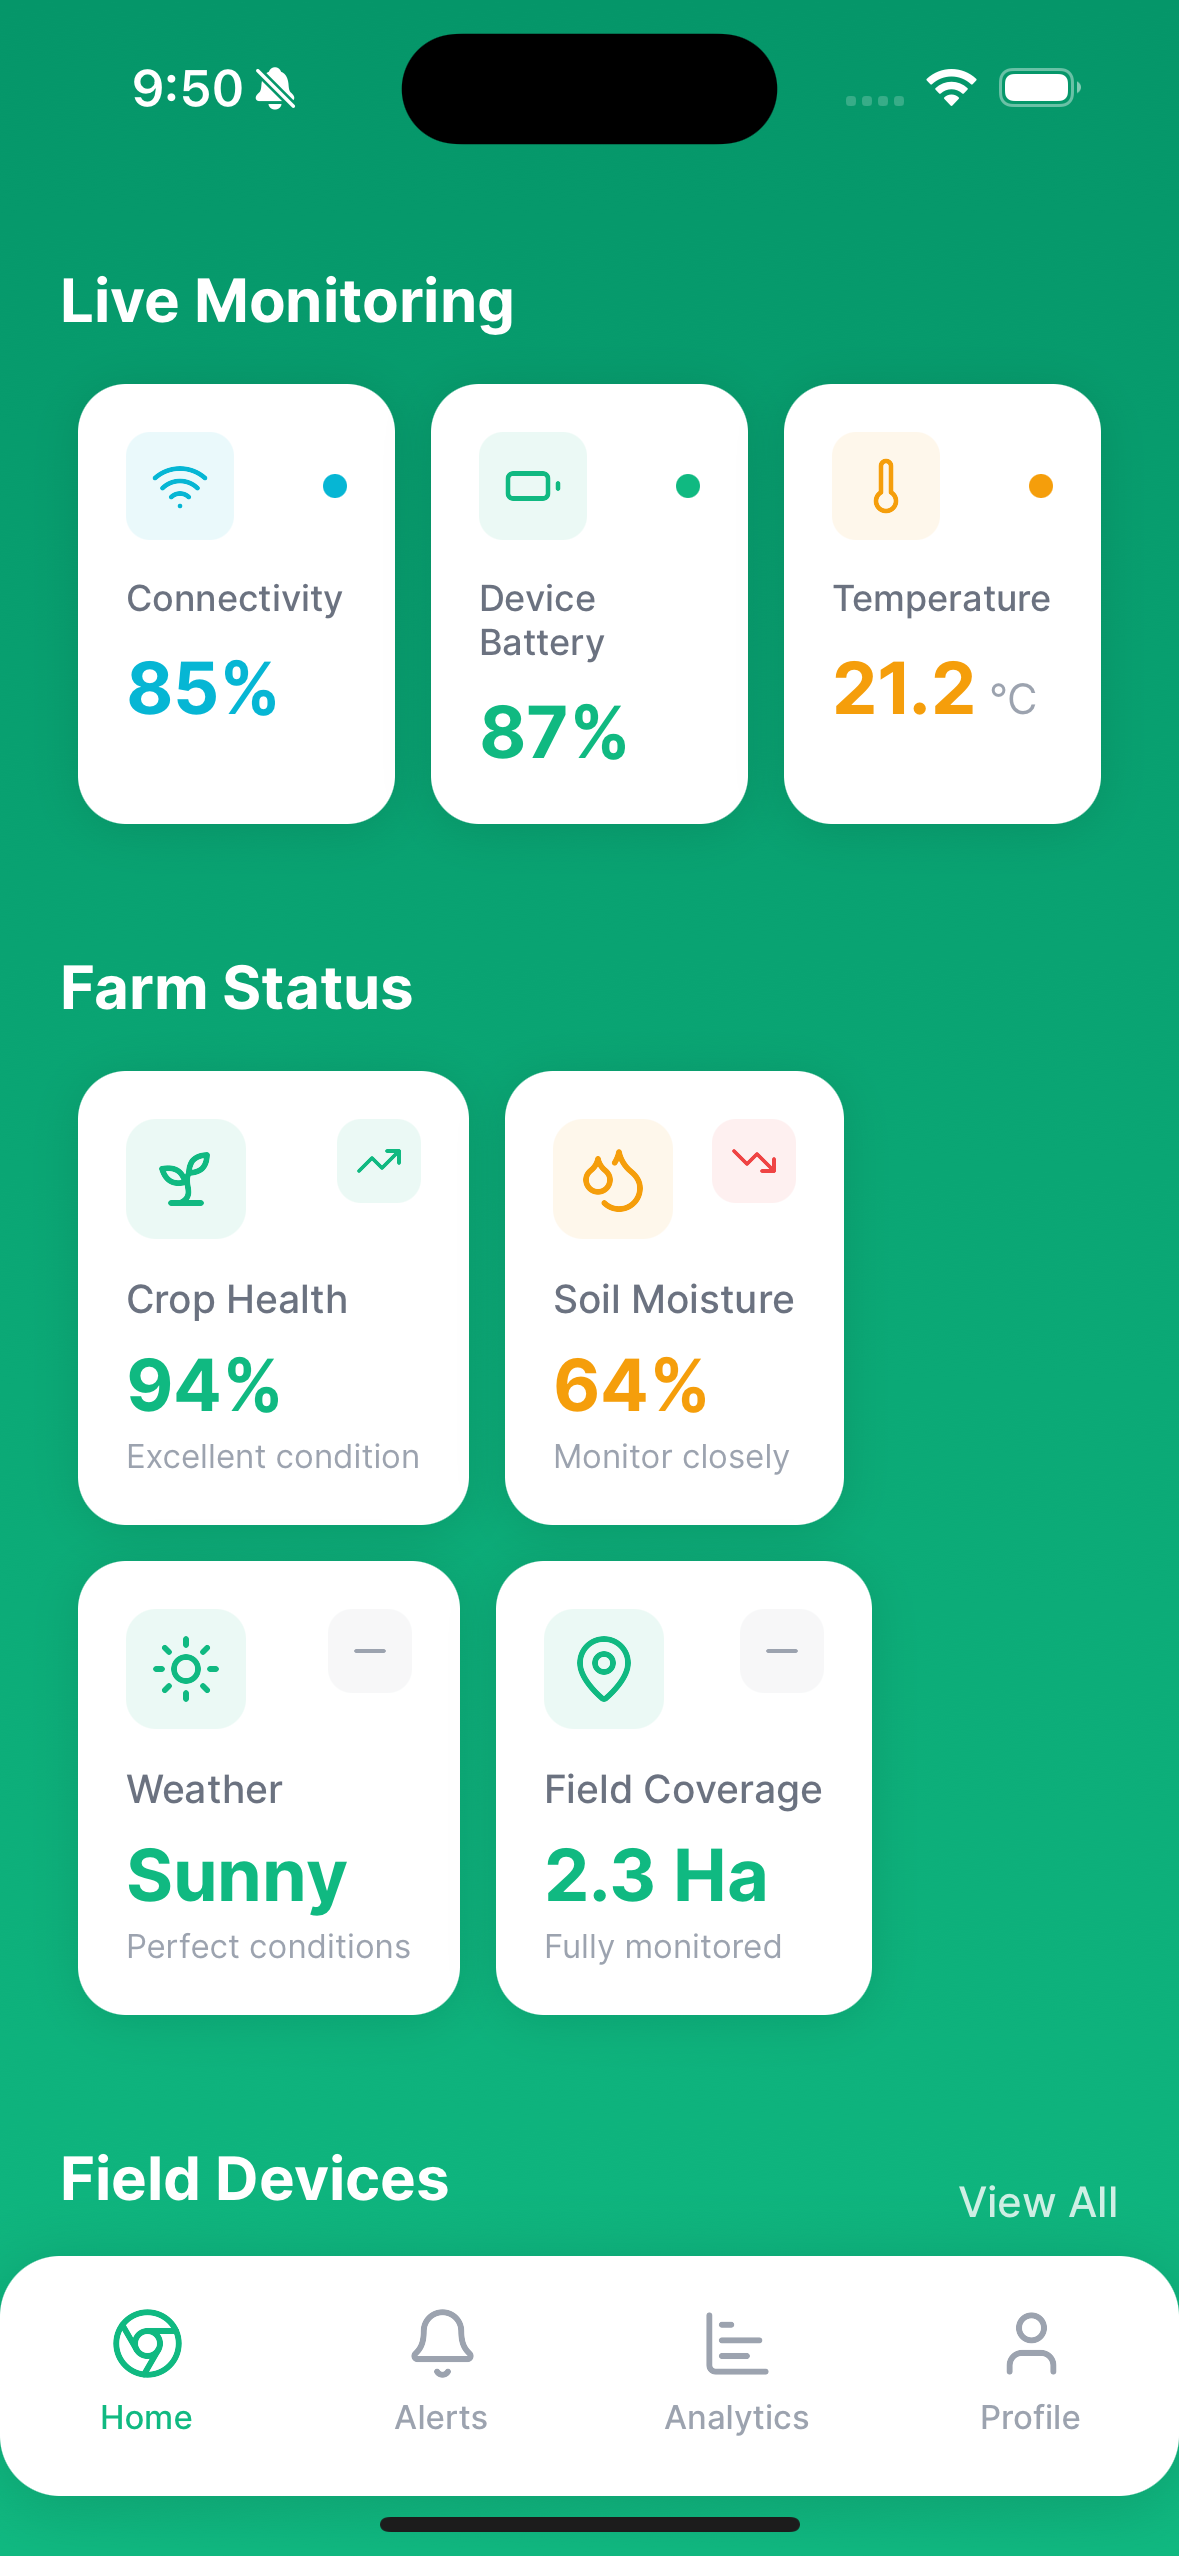 9:50
Live Monitoring
Connectivity
85%
Device
Battery
87%
Temperature
21.2 °C
Farm Status
Crop Health
94%
Excellent condition
Soil Moisture
64%
Monitor closely
Weather
Sunny
Perfect conditions
Field Coverage
2.3 Ha
Fully monitored
Field Devices
View All
Home
Alerts
Analytics
Profile